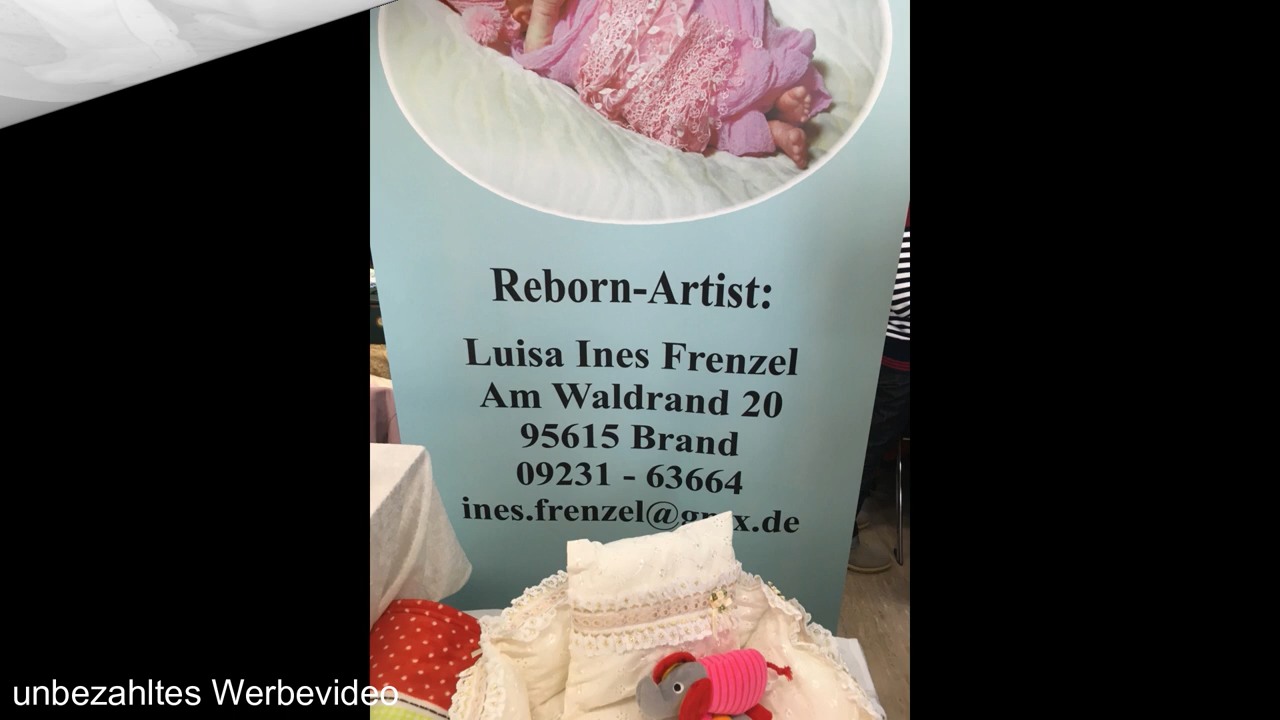 Reborn-Artist:
Luisa Ines Frenzel
Am Waldrand 20
95615 Brand
09231 - 63664
unbezahltes Werbevideo